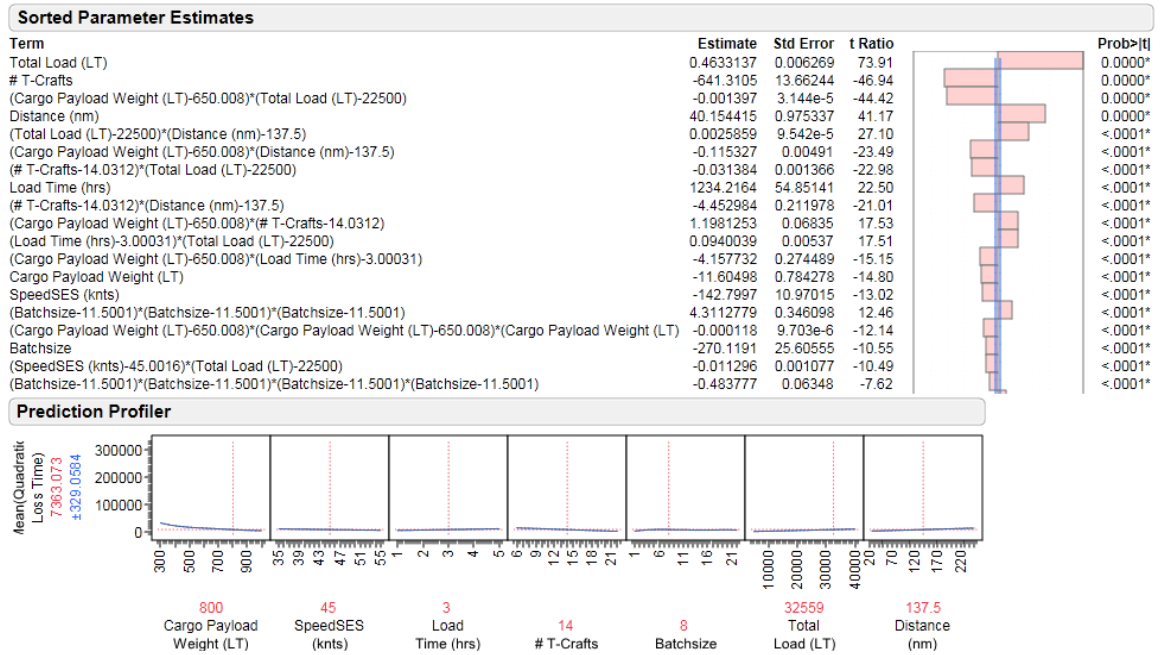 Sorted Parameter Estimates
Term Estimate Std Error t Ratio Prob>|t|
Total Load (LT) 0.4633137 0.006269 73.91 0.0000*
# T-Crafts -641.3105 13.66244 -46.94 0.0000*
(Cargo Payload Weight (LT)-650.008)*(Total Load (LT)-22500) -0.001397 3.144e-5 -44.42 0.0000*
Distance (nm) 40.154415 0.975337 41.17 0.0000*
(Total Load (LT)-22500)*(Distance (nm)-137.5) 0.0025859 9.542e-5 27.10 <.0001*
(Cargo Payload Weight (LT)-650.008)*(Distance (nm)-137.5) -0.115327 0.00491 -23.49 <.0001*
(# T-Crafts-14.0312)*(Total Load (LT)-22500) -0.031384 0.001366 -22.98 <.0001*
Load Time (hrs) 1234.2164 54.85141 22.50 <.0001*
(# T-Crafts-14.0312)*(Distance (nm)-137.5) -4.452984 0.211978 -21.01 <.0001*
(Cargo Payload Weight (LT)-650.008)*(# T-Crafts-14.0312) 1.1981253 0.06835 17.53 <.0001*
(Load Time (hrs)-3.00031)*(Total Load (LT)-22500) 0.0940039 0.00537 17.51 <.0001*
(Cargo Payload Weight (LT)-650.008)*(Load Time (hrs)-3.00031) -4.157732 0.274489 -15.15 <.0001*
Cargo Payload Weight (LT) -11.60498 0.784278 -14.80 <.0001*
SpeedSES (knts) -142.7997 10.97015 -13.02 <.0001*
(Batchsize-11.5001)*(Batchsize-11.5001)*(Batchsize-11.5001) 4.3112779 0.346098 12.46 <.0001*
(Cargo Payload Weight (LT)-650.008)*(Cargo Payload Weight (LT)-650.008)*(Cargo Payload Weight (LT) -0.000118 9.703e-6 -12.14 <.0001*
Batchsize -270.1191 25.60555 -10.55 <.0001*
(SpeedSES (knts)-45.0016)*(Total Load (LT)-22500) -0.011296 0.001077 -10.49 <.0001*
(Batchsize-11.5001)*(Batchsize-11.5001)*(Batchsize-11.5001)*(Batchsize-11.5001) -0.483777 0.06348 -7.62 <.0001*
Prediction Profiler
Mean(Quadratic
Loss Time)
7363.073
±329.0584
300000
200000
100000
0
300 500 700 900
35 39 43 47 51 55
1 2 3 4 5
6 9 12 15 18 21
1 6 11 16 21
10000 20000 30000 40000
20 70 120 170 220
800 45 3 14 8 32559 137.5
Cargo Payload SpeedSES Load # T-Crafts Batchsize Total Distance
Weight (LT) (knts) Time (hrs) Load (LT) (nm)